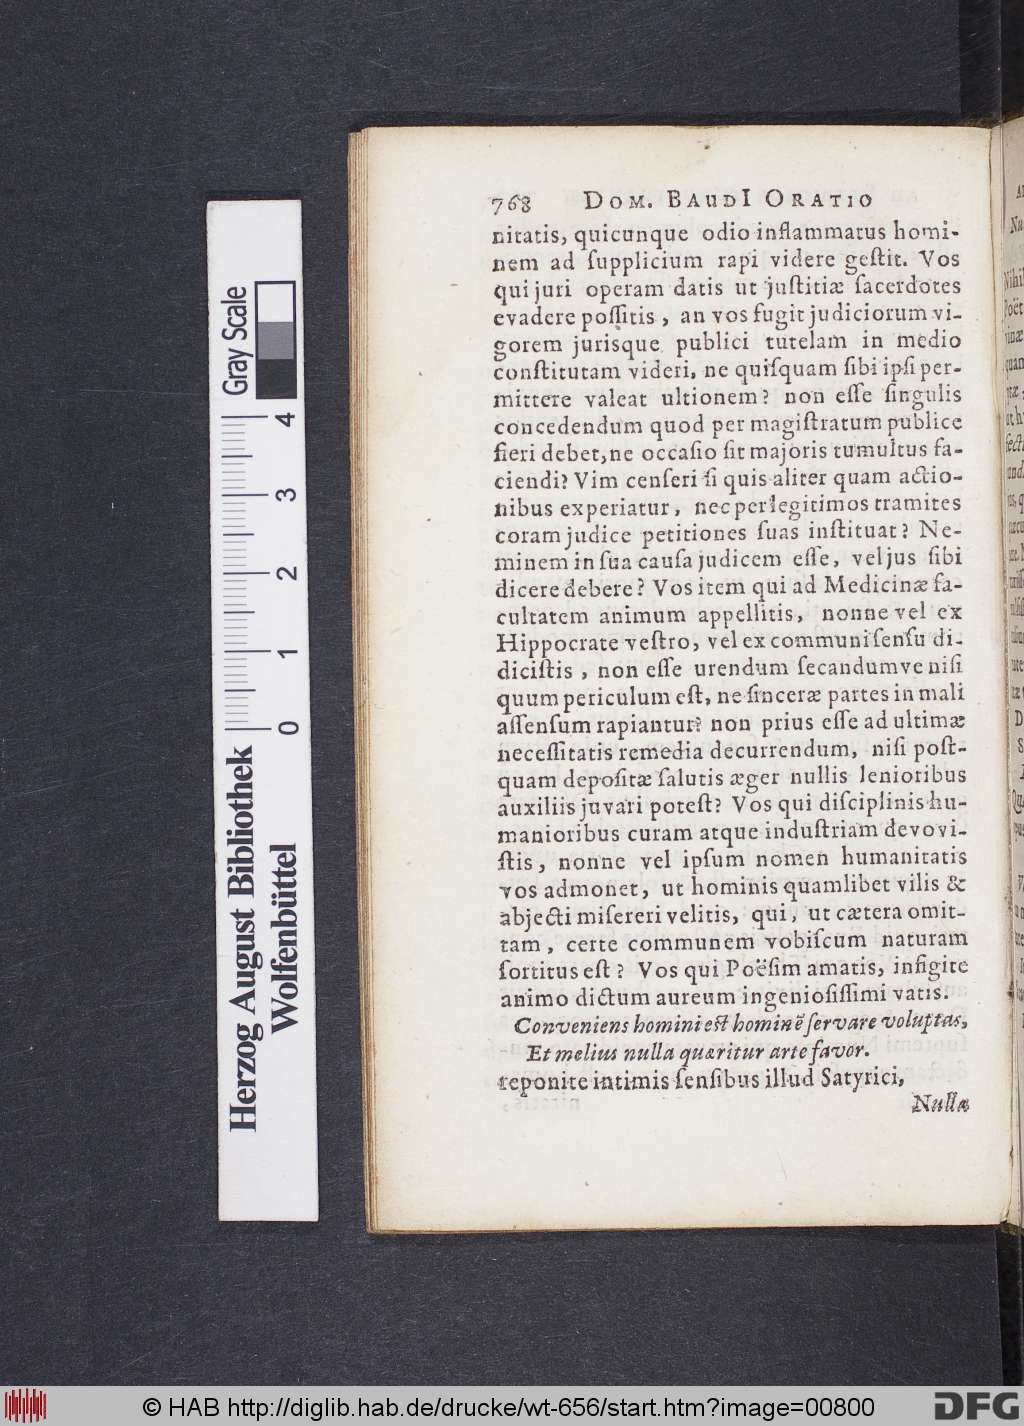 768 DOM. BAUDI ORATIO
nitatis, quicunque odio inflammatus homi-
nem ad ſupplicium rapi videre geſtit. Vos
qui juri operam datis ut juſtitiæ ſacerdotes
evadere poſſitis, an vos fugit judiciorum vi-
gorem jurisque publici tutelam in medio
conſtitutam videri, ne quiſquam ſibi ipſi per-
mittere valeat ultionem? non eſſe ſingulis
concedendum quod per magiſtratum publice
fieri debet, ne occaſio ſit majoris tumultus fa-
ciendi? Vim cenſeri ſi quis aliter quam actio-
nibus experiatur, nec per legitimos tramites
coram judice petitiones ſuas inſtituat? Ne-
minem in ſua cauſa judicem eſſe, vel jus ſibi
dicere debere? Vos item qui ad Medicinæ fa-
cultatem animum appellitis, nonne vel ex
Hippocrate veſtro, vel ex communi ſenſu di-
diciſtis, non eſſe urendum ſecandumve niſi
quum periculum eſt, ne ſinceræ partes in mali
aſſenſum rapiantur? non prius eſſe ad ultimæ
neceſſitatis remedia decurrendum, niſi poſt-
quam depoſitæ ſalutis æger nullis lenioribus
auxiliis juvari poteſt? Vos qui diſciplinis hu-
manioribus curam atque induſtriam devovi-
ſtis, nonne vel ipſum nomen humanitatis
vos admonet, ut hominis quamlibet vilis &
abjecti miſereri velitis, qui, ut cætera omit-
tam, certe communem vobiſcum naturam
ſortitus eſt? Vos qui Poëſim amatis, infigite
animo dictum aureum ingenioſiſſimi vatis.
Conveniens homini eſt hominẽ ſervare voluptas,
Et melius nulla quæritur arte favor.
reponite intimis ſenſibus illud Satyrici,
Nullæ
Gray Scale
4
3
2
1
0
Herzog August Bibliothek
Wolfenbüttel
© HAB http://diglib.hab.de/drucke/wt-656/start.htm?image=00800
DFG